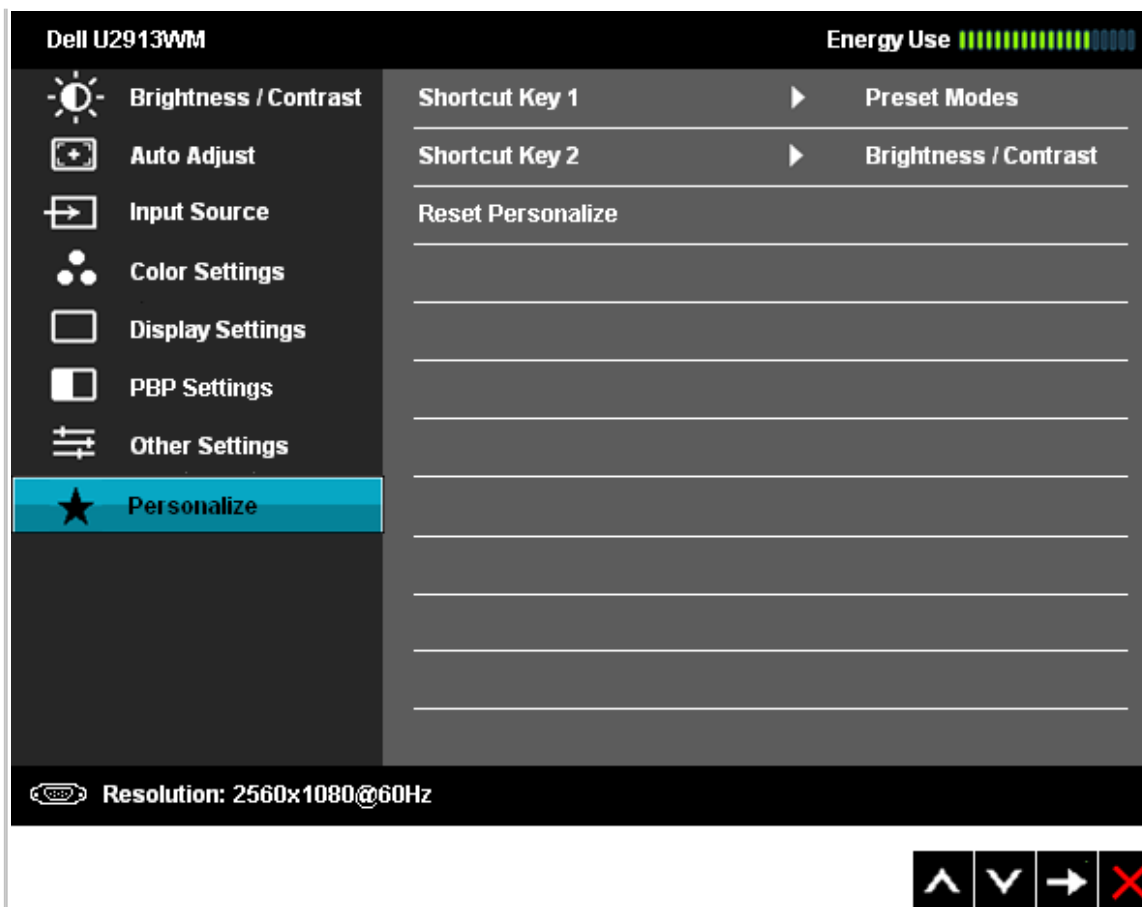 Dell U2913WM
Energy Use
Brightness / Contrast
Auto Adjust
Input Source
Color Settings
Display Settings
PBP Settings
Other Settings
Personalize
Shortcut Key 1 Preset Modes
Shortcut Key 2 Brightness / Contrast
Reset Personalize
Resolution: 2560x1080@60Hz